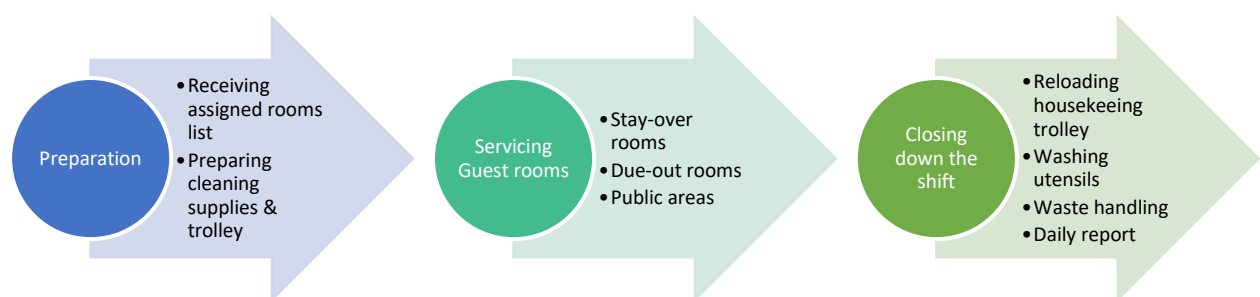 Preparation
•Receiving
assigned rooms
list
•Preparing
cleaning
supplies &
trolley
Servicing
Guest rooms
•Stay-over
rooms
•Due-out rooms
•Public areas
Closing
down the
shift
•Reloading
housekeeing
trolley
•Washing
utensils
•Waste handling
•Daily report